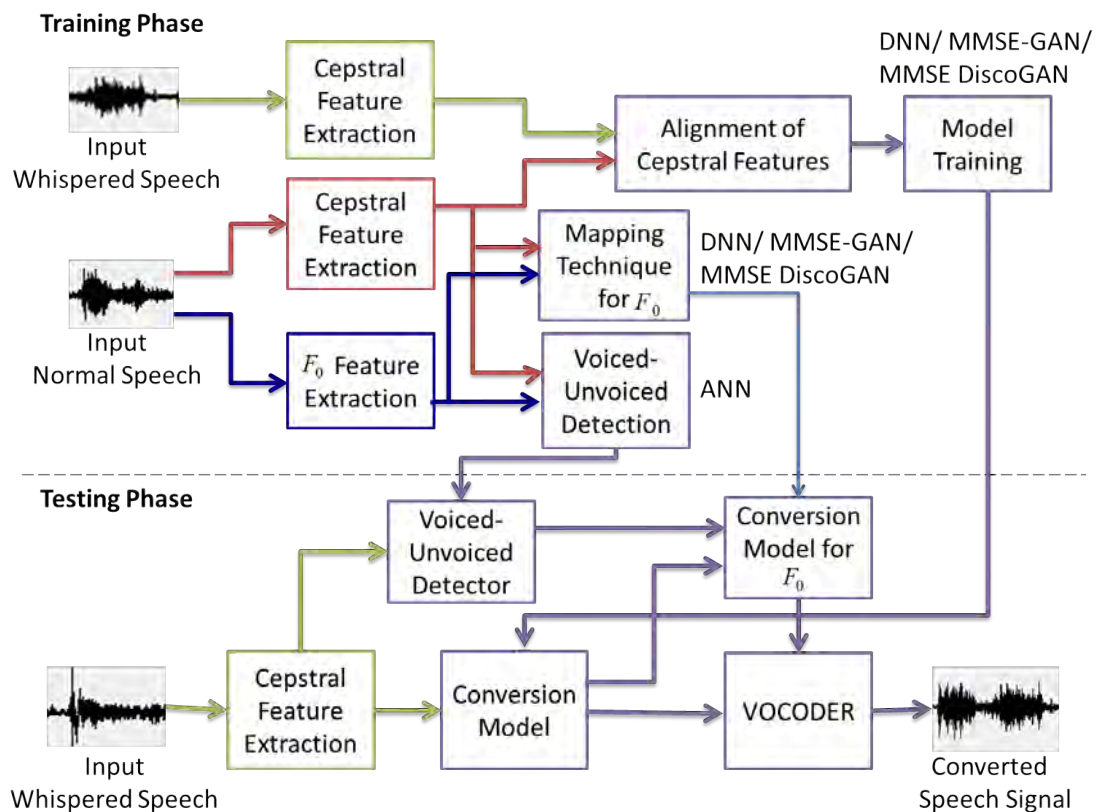 Training Phase
DNN/ MMSE-GAN/
MMSE DiscoGAN
Input
Whispered Speech
Cepstral
Feature
Extraction
Alignment of
Cepstral Features
Model
Training
Input
Normal Speech
Cepstral
Feature
Extraction
Mapping
Technique
for F₀
DNN/ MMSE-GAN/
MMSE DiscoGAN
F₀ Feature
Extraction
Voiced-
Unvoiced
Detection
ANN
Testing Phase
Voiced-
Unvoiced
Detector
Conversion
Model for
F₀
Input
Whispered Speech
Cepstral
Feature
Extraction
Conversion
Model
VOCODER
Converted
Speech Signal